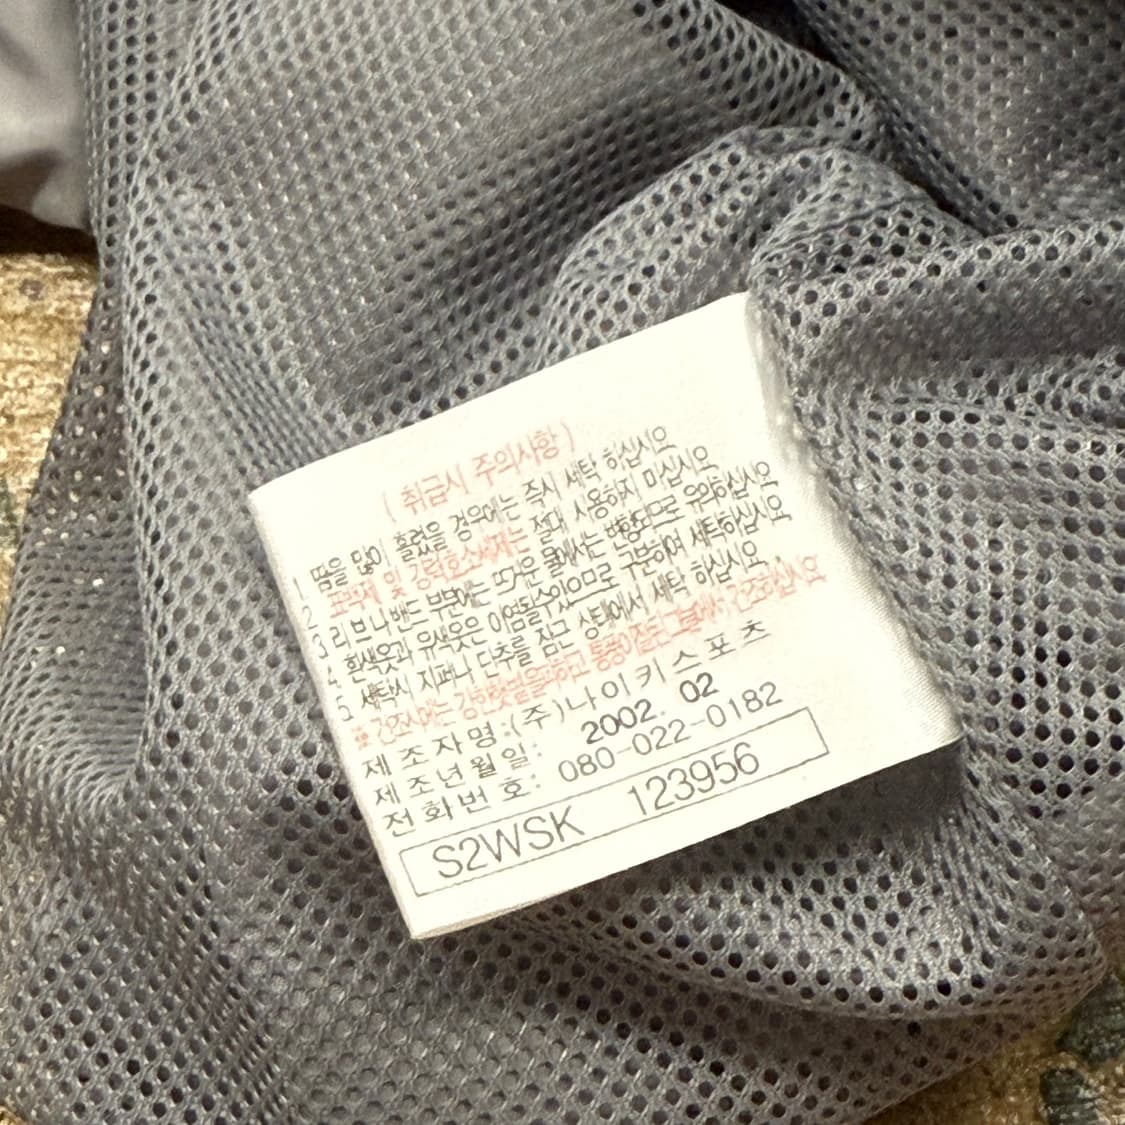 ( 취급시 주의사항 )
1 땀을 많이 흘렸을 경우에는 즉시 세탁 하십시오
2 표백제 및 강력효소세제는 절대 사용하지 마십시오
3 리브나밴드 부분에는 뜨거운 물에서는 변형되므로 유의하십시오
4 흰색옷과 유색옷은 이염될수있으므로 구분하여 세탁하십시오
5 세탁시 지퍼나 단추를 잠근 상태에서 세탁 하십시오
※ 건조시에는 강한햇볕을피하고 통풍이잘된그늘에서 건조하십시오
제조자명:(주)나이키스포츠
제조년월일: 2002. 02
전화번호: 080-022-0182
S2WSK 123956